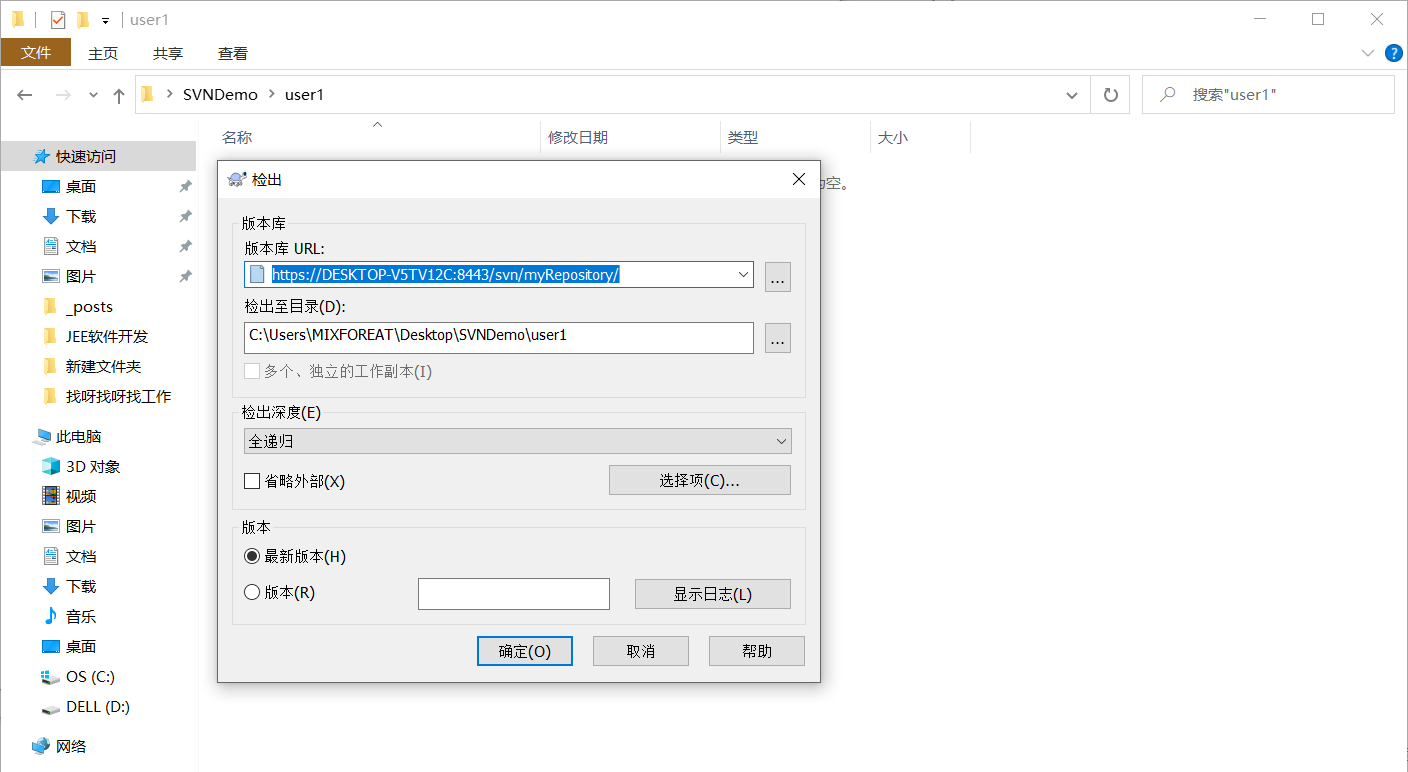 user1
文件 主页 共享 查看
SVNDemo user1
搜索"user1"
名称 修改日期 类型 大小
快速访问
桌面
下载
文档
图片
_posts
JEE软件开发
新建文件夹
找呀找呀找工作
此电脑
3D 对象
视频
图片
文档
下载
音乐
桌面
OS (C:)
DELL (D:)
网络
空。
检出
版本库
版本库 URL:
https://DESKTOP-V5TV12C:8443/svn/myRepository/
...
检出至目录(D):
C:\Users\MIXFOREAT\Desktop\SVNDemo\user1
...
多个、独立的工作副本(I)
检出深度(E)
全递归
省略外部(X)
选择项(C)...
版本
最新版本(H)
版本(R)
显示日志(L)
确定(O) 取消 帮助